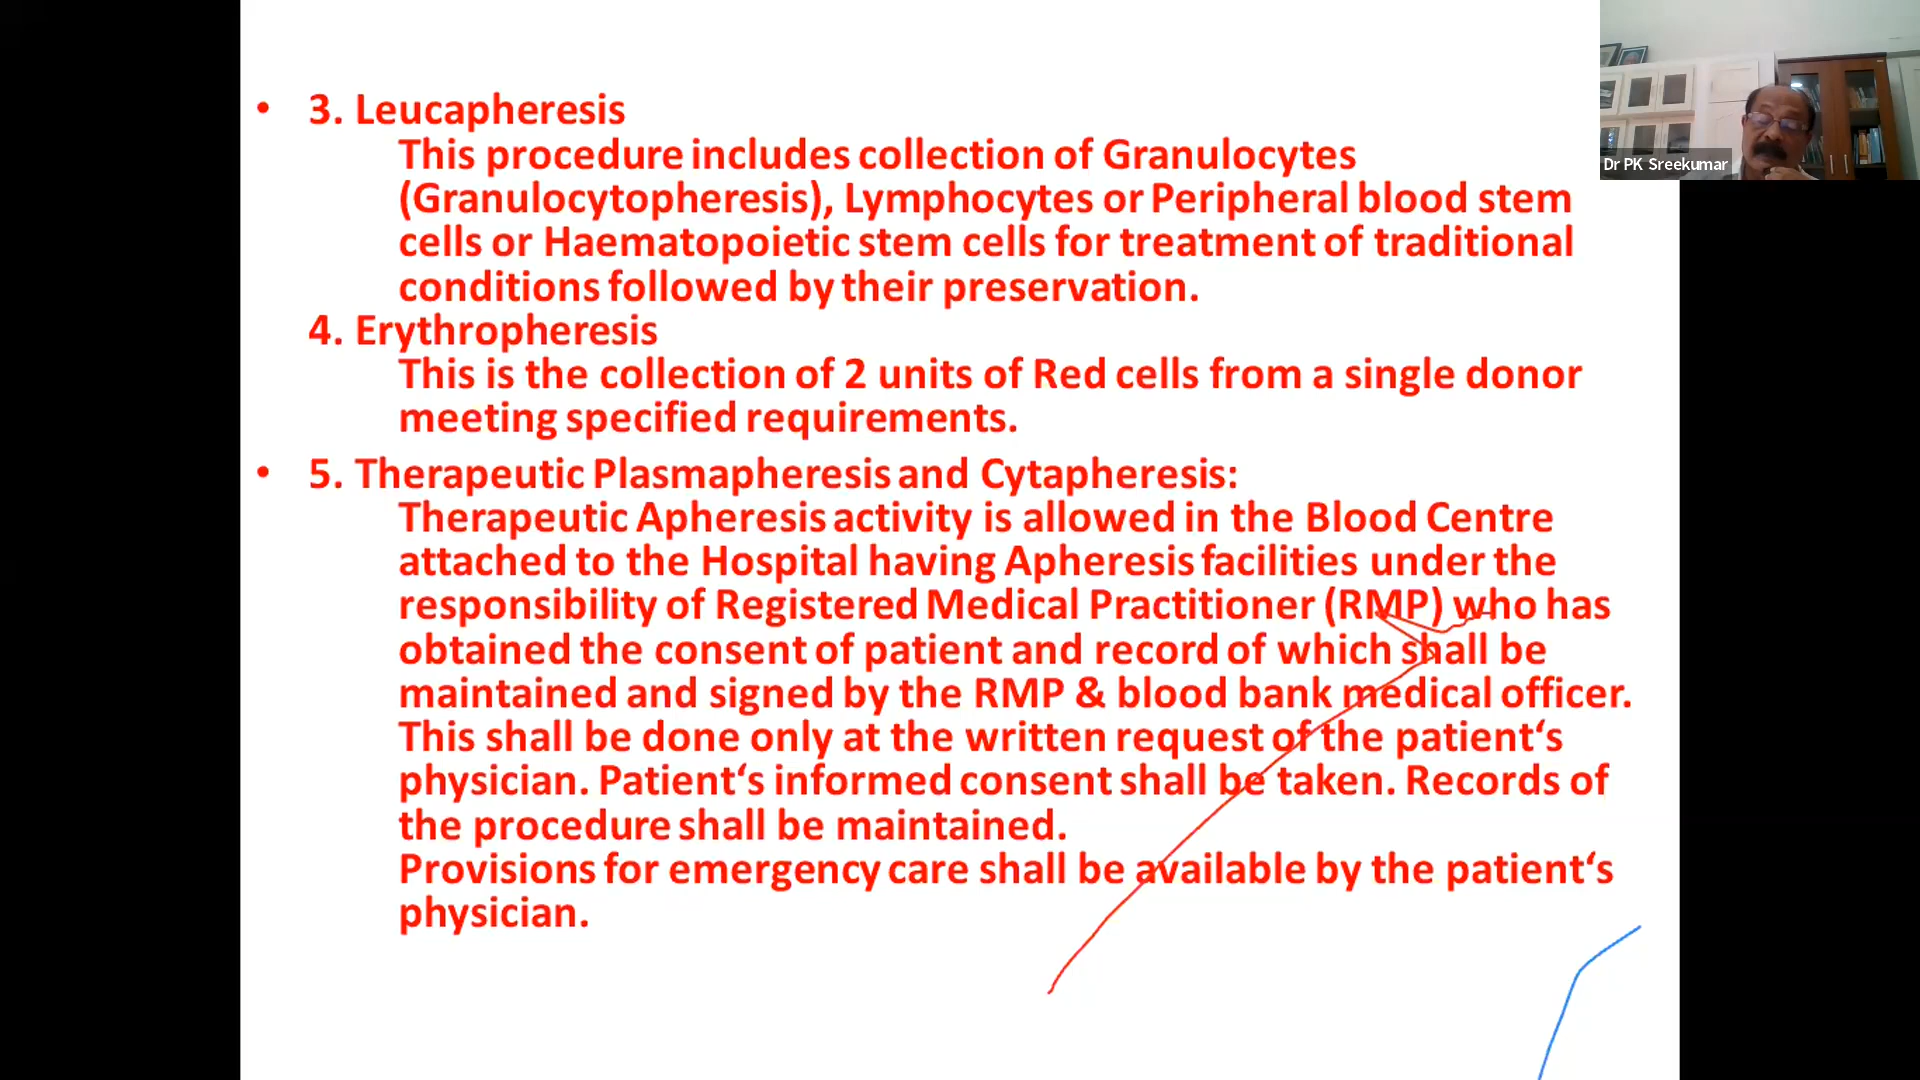 • 3. Leucapheresis
This procedure includes collection of Granulocytes
(Granulocytopheresis), Lymphocytes or Peripheral blood stem
cells or Haematopoietic stem cells for treatment of traditional
conditions followed by their preservation.
4. Erythropheresis
This is the collection of 2 units of Red cells from a single donor
meeting specified requirements.
• 5. Therapeutic Plasmapheresis and Cytapheresis:
Therapeutic Apheresis activity is allowed in the Blood Centre
attached to the Hospital having Apheresis facilities under the
responsibility of Registered Medical Practitioner (RMP) who has
obtained the consent of patient and record of which shall be
maintained and signed by the RMP & blood bank medical officer.
This shall be done only at the written request of the patient‘s
physician. Patient‘s informed consent shall be taken. Records of
the procedure shall be maintained.
Provisions for emergency care shall be available by the patient‘s
physician.
Dr PK Sreekumar